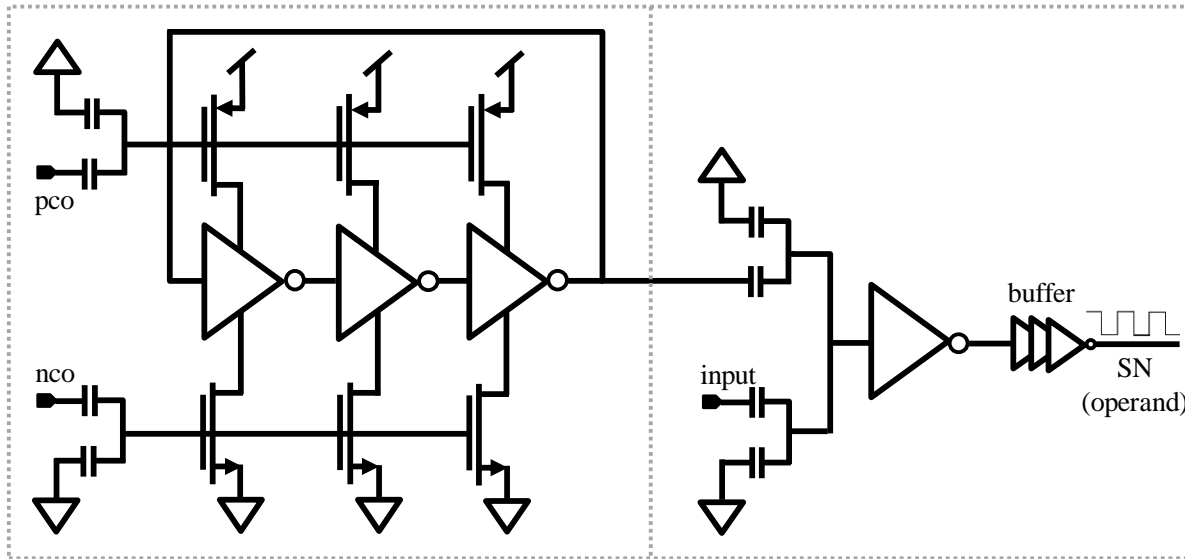 pco
nco
input
buffer
SN
(operand)